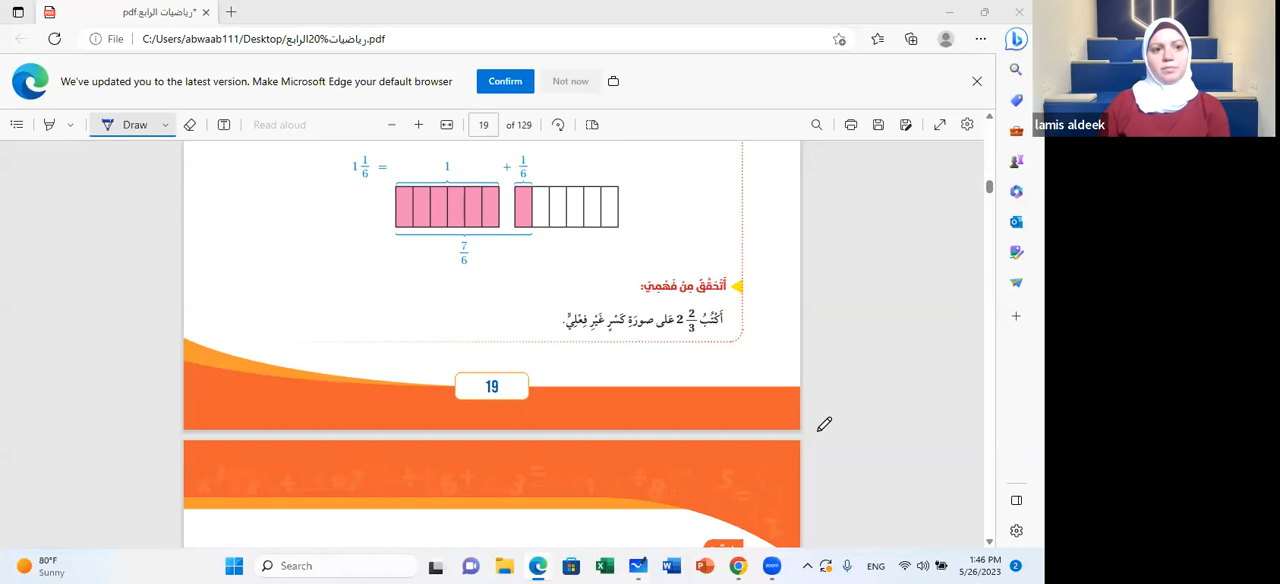 رياضيات الرابع.pdf*
File
C:/Users/abwaab111/Desktop/رياضيات%20الرابع.pdf
We've updated you to the latest version. Make Microsoft Edge your default browser
Confirm
Not now
Draw
Read aloud
19 of 129
lamis aldeek
1 1/6 = 1 + 1/6
7/6
أَتَحَقَّقُ مِنْ فَهْمِي:
أَكْتُبُ 2 2/3 عَلى صورَةِ كَسْرٍ غَيْرِ فِعْلِيٍّ.
19
80°F
Sunny
Search
ENG
1:46 PM
5/26/2023
2